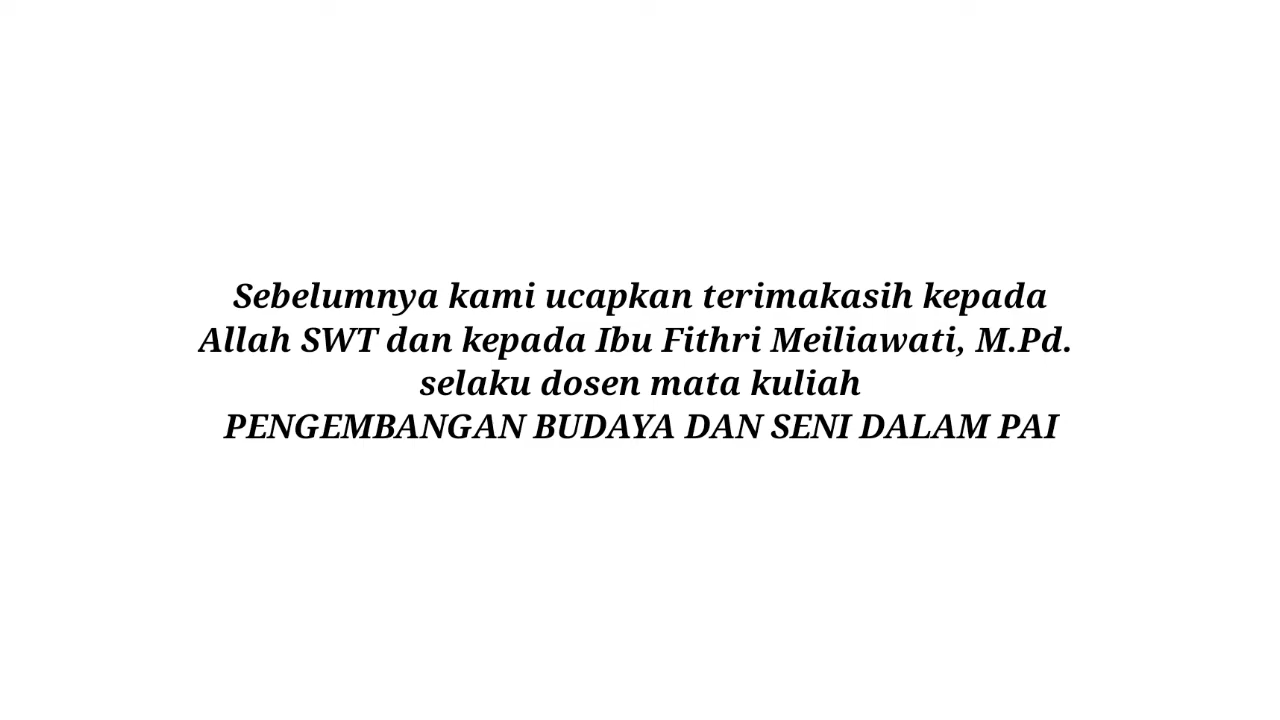 Sebelumnya kami ucapkan terimakasih kepada
Allah SWT dan kepada Ibu Fithri Meiliawati, M.Pd.
selaku dosen mata kuliah
PENGEMBANGAN BUDAYA DAN SENI DALAM PAI